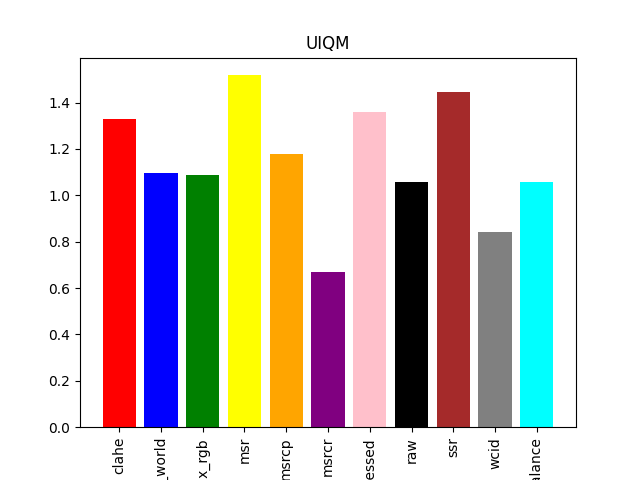 UIQM
1.4
1.2
1.0
0.8
0.6
0.4
0.2
0.0
clahe
_world
x_rgb
msr
msrcp
msrcr
essed
raw
ssr
wcid
alance